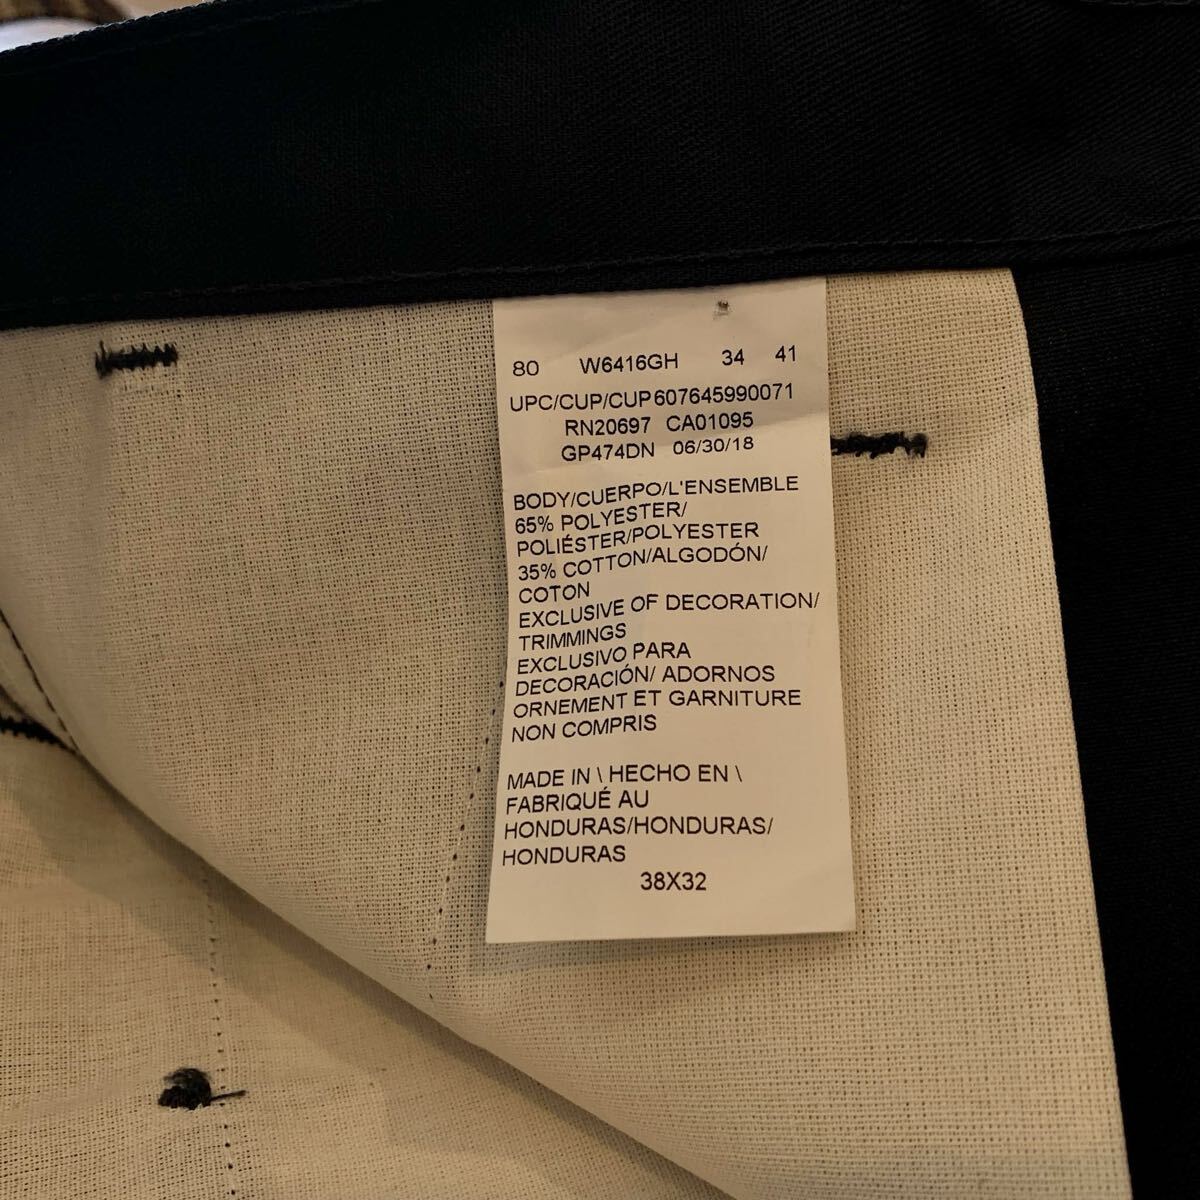 80 W6416GH 34 41
UPC/CUP/CUP 607645990071
RN20697 CA01095
GP474DN 06/30/18
BODY/CUERPO/L'ENSEMBLE
65% POLYESTER/
POLIÉSTER/POLYESTER
35% COTTON/ALGODÓN/
COTON
EXCLUSIVE OF DECORATION/
TRIMMINGS
EXCLUSIVO PARA
DECORACIÓN/ ADORNOS
ORNEMENT ET GARNITURE
NON COMPRIS
MADE IN \ HECHO EN \
FABRIQUÉ AU
HONDURAS/HONDURAS/
HONDURAS
38X32